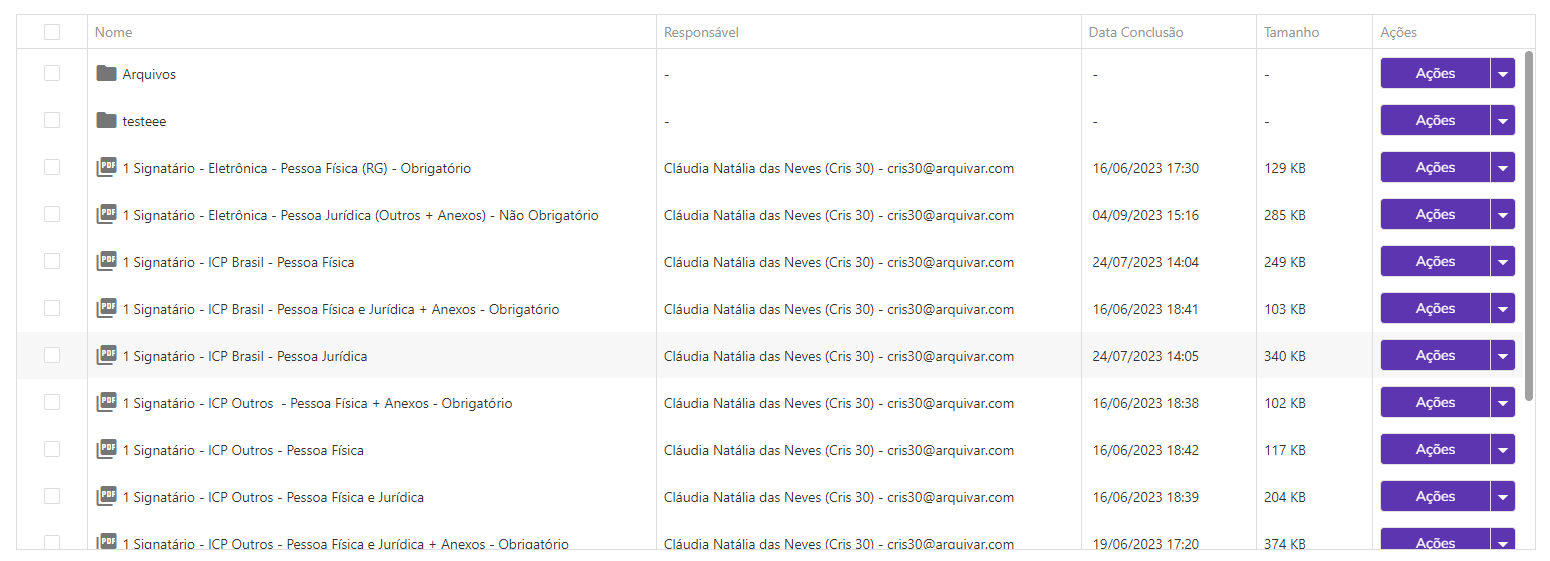 Nome Responsável Data Conclusão Tamanho Ações
Arquivos - - - Ações
testeee - - - Ações
PDF 1 Signatário - Eletrônica - Pessoa Física (RG) - Obrigatório Cláudia Natália das Neves (Cris 30) - cris30@arquivar.com 16/06/2023 17:30 129 KB Ações
PDF 1 Signatário - Eletrônica - Pessoa Jurídica (Outros + Anexos) - Não Obrigatório Cláudia Natália das Neves (Cris 30) - cris30@arquivar.com 04/09/2023 15:16 285 KB Ações
PDF 1 Signatário - ICP Brasil - Pessoa Física Cláudia Natália das Neves (Cris 30) - cris30@arquivar.com 24/07/2023 14:04 249 KB Ações
PDF 1 Signatário - ICP Brasil - Pessoa Física e Jurídica + Anexos - Obrigatório Cláudia Natália das Neves (Cris 30) - cris30@arquivar.com 16/06/2023 18:41 103 KB Ações
PDF 1 Signatário - ICP Brasil - Pessoa Jurídica Cláudia Natália das Neves (Cris 30) - cris30@arquivar.com 24/07/2023 14:05 340 KB Ações
PDF 1 Signatário - ICP Outros  - Pessoa Física + Anexos - Obrigatório Cláudia Natália das Neves (Cris 30) - cris30@arquivar.com 16/06/2023 18:38 102 KB Ações
PDF 1 Signatário - ICP Outros - Pessoa Física Cláudia Natália das Neves (Cris 30) - cris30@arquivar.com 16/06/2023 18:42 117 KB Ações
PDF 1 Signatário - ICP Outros - Pessoa Física e Jurídica Cláudia Natália das Neves (Cris 30) - cris30@arquivar.com 16/06/2023 18:39 204 KB Ações
PDF 1 Signatário - ICP Outros - Pessoa Física e Jurídica + Anexos - Obrigatório Cláudia Natália das Neves (Cris 30) - cris30@arquivar.com 19/06/2023 17:20 374 KB Ações